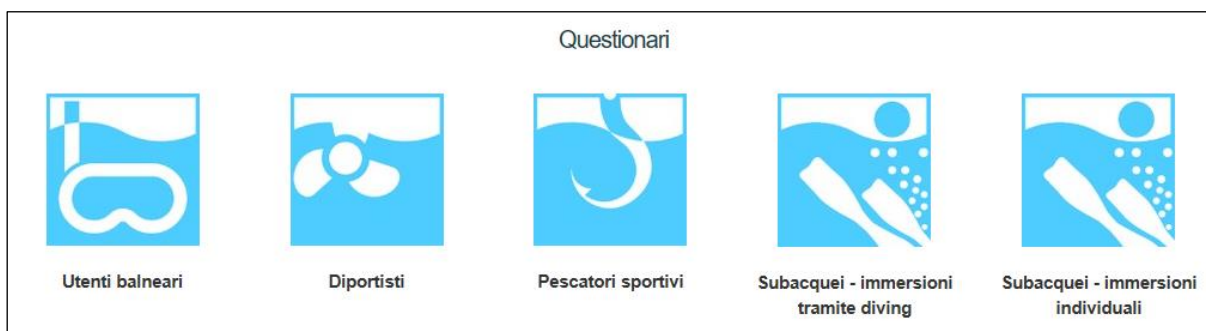 Questionari
Utenti balneari
Diportisti
Pescatori sportivi
Subacquei - immersioni
tramite diving
Subacquei - immersioni
individuali